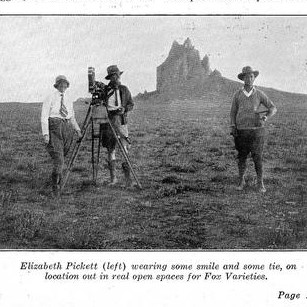 Elizabeth Pickett (left) wearing some smile and some tie, on
location out in real open spaces for Fox Varieties.
Page